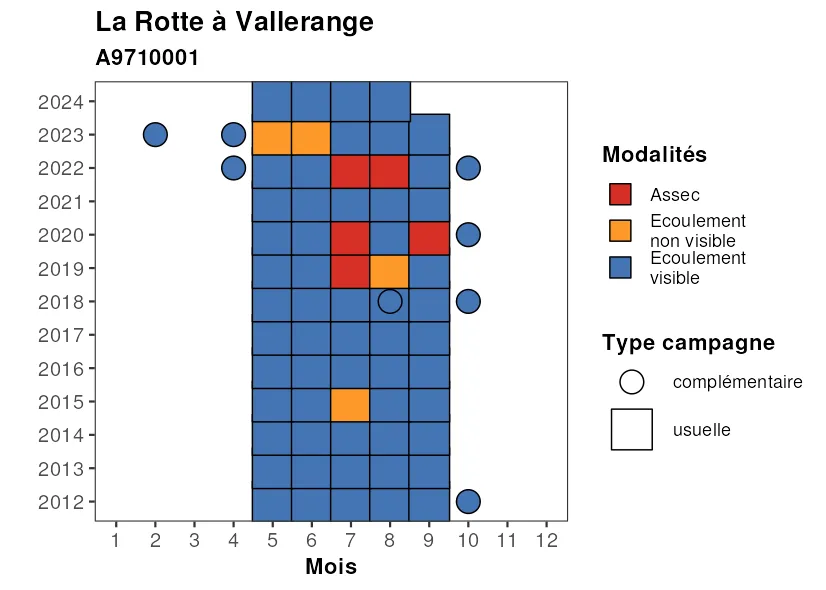 La Rotte à Vallerange
A9710001
2024
2023
2022
2021
2020
2019
2018
2017
2016
2015
2014
2013
2012
1 2 3 4 5 6 7 8 9 10 11 12
Mois
Modalités
Assec
Ecoulement
non visible
Ecoulement
visible
Type campagne
complémentaire
usuelle